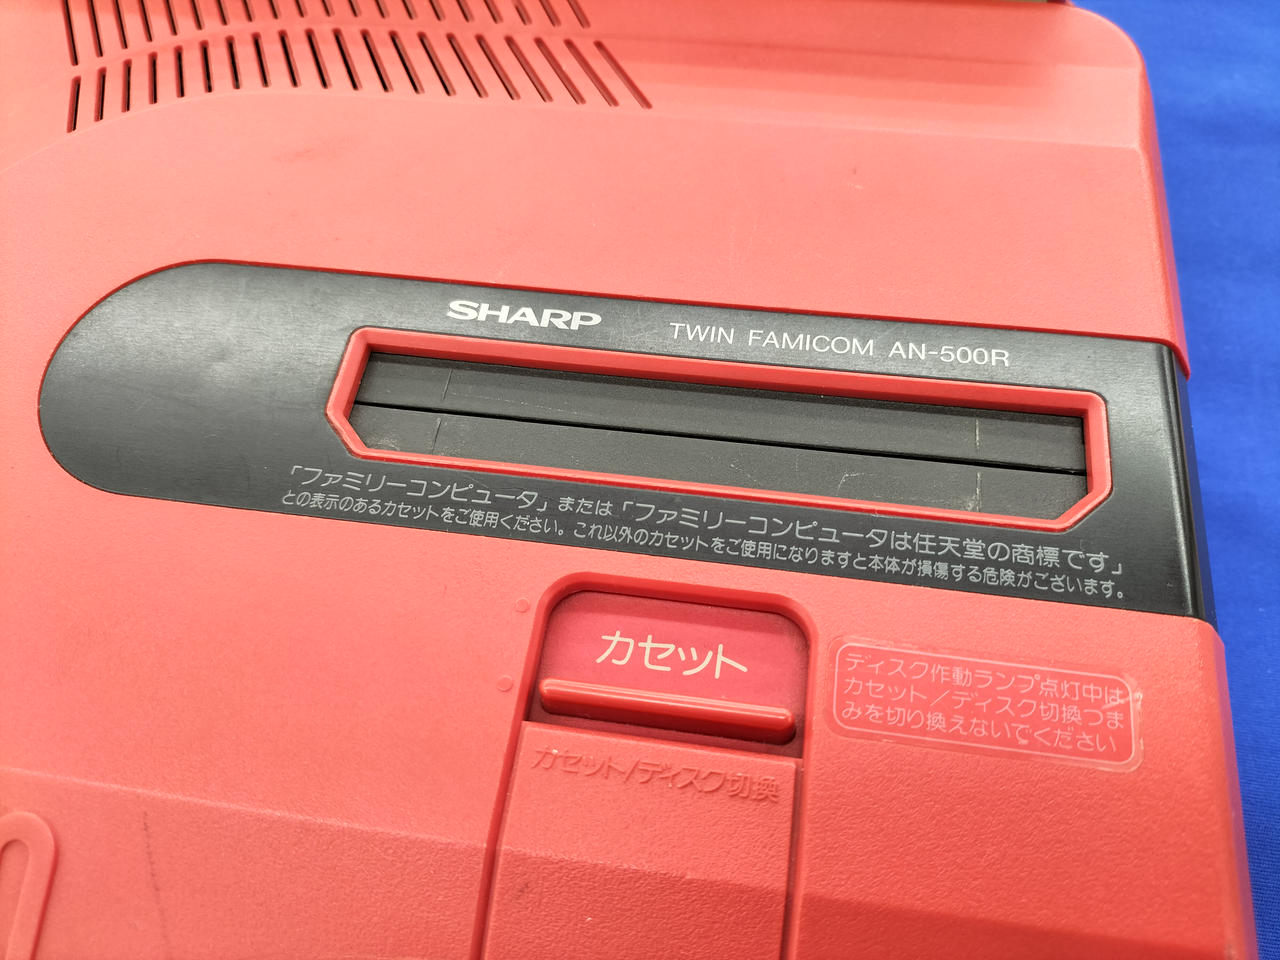 SHARP
TWIN FAMICOM AN-500R
「ファミリーコンピュータ」または「ファミリーコンピュータは任天堂の商標です」
との表示のあるカセットをご使用ください。これ以外のカセットをご使用になりますと本体が損傷する危険がございます。
カセット
カセット/ディスク切換
ディスク作動ランプ点灯中は
カセット/ディスク切換つま
みを切り換えないでください